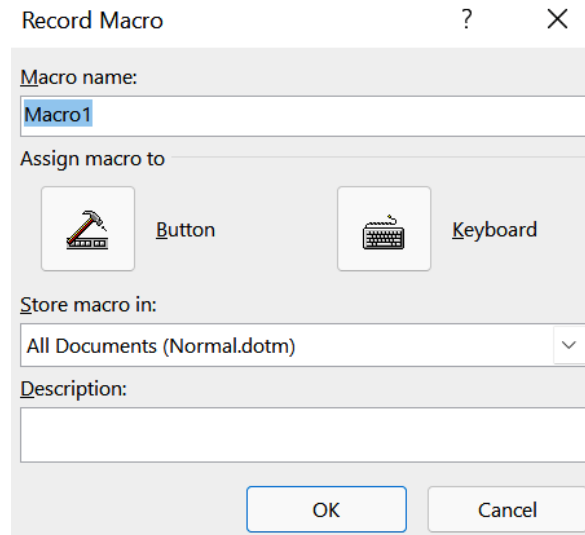 Record Macro ?
Macro name:
Macro1
Assign macro to
Button Keyboard
Store macro in:
All Documents (Normal.dotm)
Description:
OK Cancel